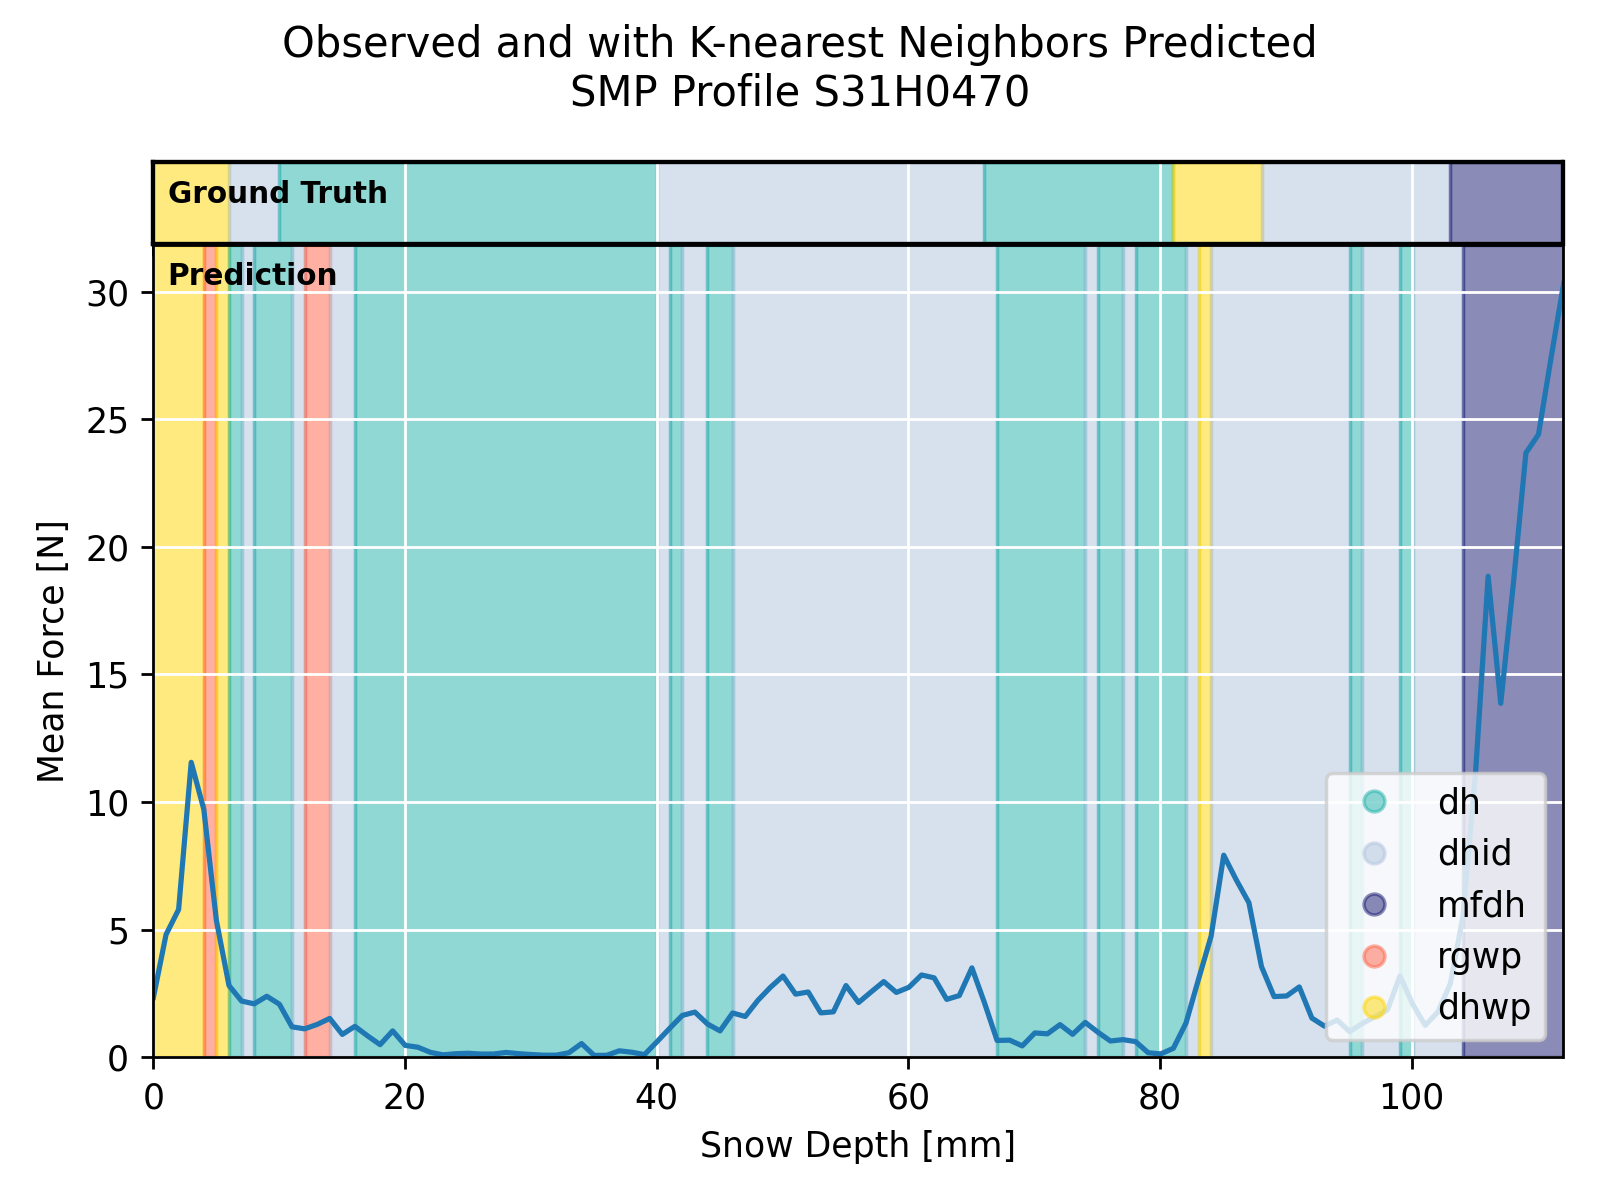 Observed and with K-nearest Neighbors Predicted
SMP Profile S31H0470
Ground Truth
Prediction
30
25
20
15
10
5
0
Mean Force [N]
dh
dhid
mfdh
rgwp
dhwp
0 20 40 60 80 100
Snow Depth [mm]